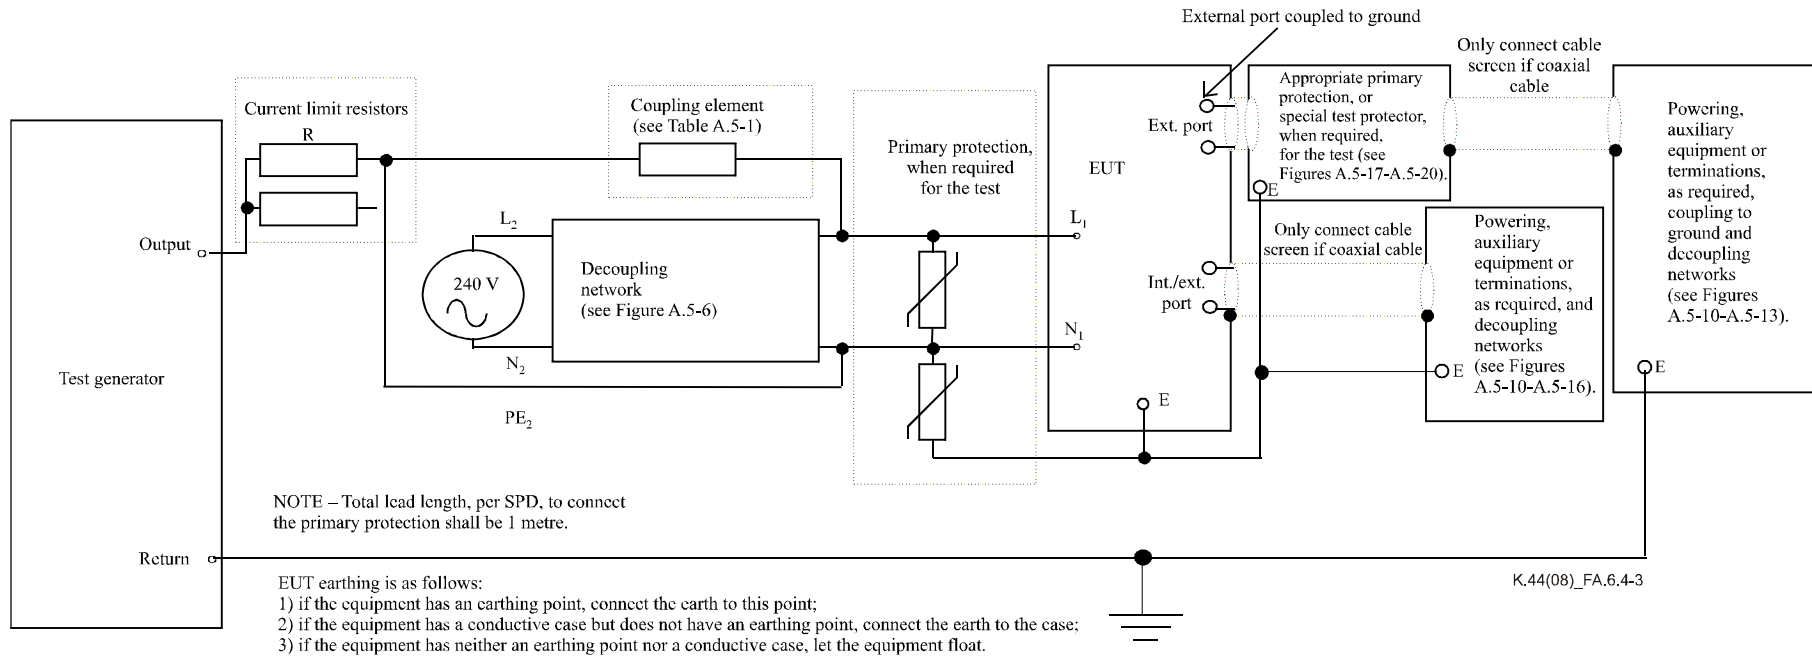 External port coupled to ground
Only connect cable
screen if coaxial
cable
Current limit resistors
R
Coupling element
(see Table A.5-1)
Primary protection,
when required
for the test
Ext. port
EUT
Appropriate primary
protection, or
special test protector,
when required,
for the test (see
Figures A.5-17-A.5-20).
E
Powering,
auxiliary
equipment or
terminations,
as required,
coupling to
ground and
decoupling
networks
(see Figures
A.5-10-A.5-13).
E
Output
L2
240 V
N2
Decoupling
network
(see Figure A.5-6)
L1
N1
Only connect cable
screen if coaxial cable
Int./ext.
port
Powering,
auxiliary
equipment or
terminations,
as required, and
decoupling
networks
(see Figures
A.5-10-A.5-16).
E
E
Test generator
PE2
NOTE – Total lead length, per SPD, to connect
the primary protection shall be 1 metre.
Return
EUT earthing is as follows:
1) if the equipment has an earthing point, connect the earth to this point;
2) if the equipment has a conductive case but does not have an earthing point, connect the earth to the case;
3) if the equipment has neither an earthing point nor a conductive case, let the equipment float.
K.44(08)_FA.6.4-3